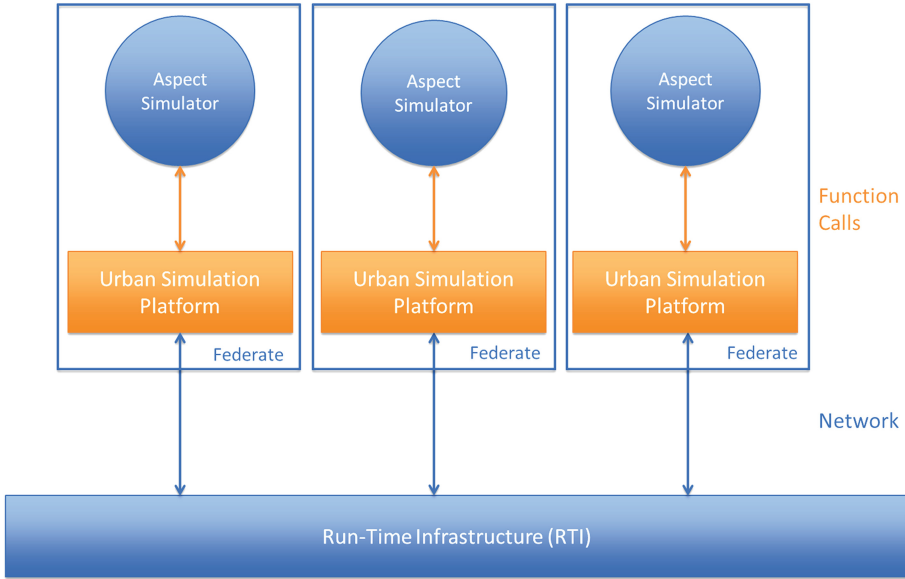 Aspect
Simulator
Aspect
Simulator
Aspect
Simulator
Function
Calls
Urban Simulation
Platform
Urban Simulation
Platform
Urban Simulation
Platform
Federate
Federate
Federate
Network
Run-Time Infrastructure (RTI)